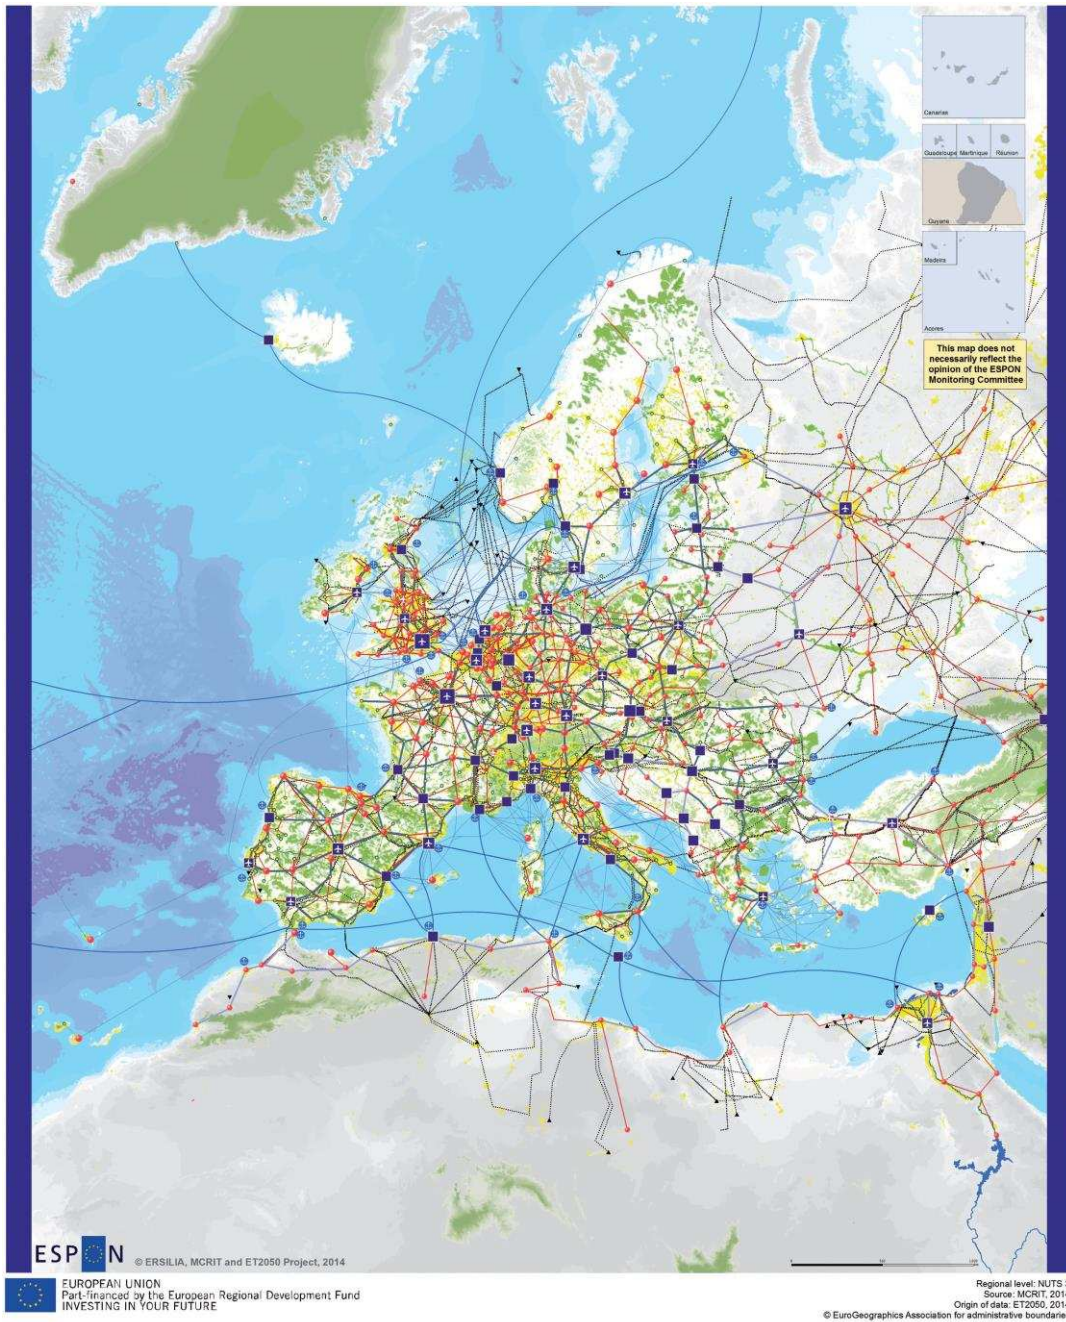 Canarias
Guadeloupe Martinique Réunion
Guyane
Madeira
Acores
This map does not
necessarily reflect the
opinion of the ESPON
Monitoring Committee
ESPON
© ERSILIA, MCRIT and ET2050 Project, 2014
EUROPEAN UNION
Part-financed by the European Regional Development Fund
INVESTING IN YOUR FUTURE
Regional level: NUTS
Source: MCRIT, 201
Origin of data: ET2050, 201
© EuroGeographics Association for administrative boundarie